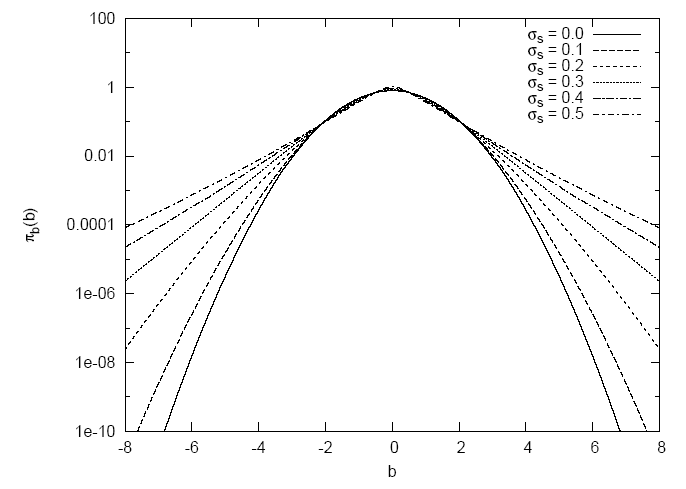 100
1
0.01
0.0001
1e-06
1e-08
1e-10
-8 -6 -4 -2 0 2 4 6 8
b
πb(b)
σs = 0.0
σs = 0.1
σs = 0.2
σs = 0.3
σs = 0.4
σs = 0.5